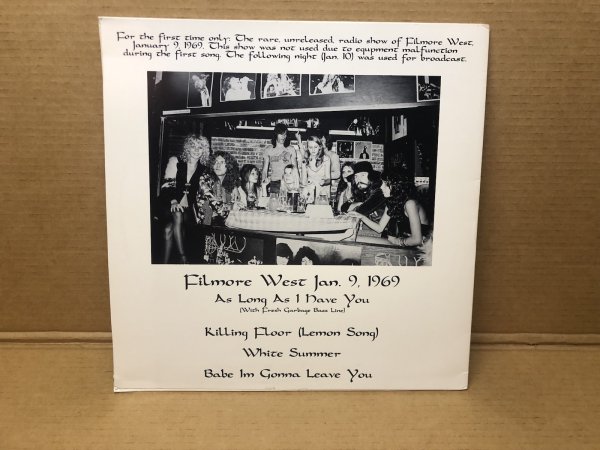 For the first time only: The rare, unreleased, radio show of Filmore West,
January 9, 1969. This show was not used due to equpment malfunction
during the first song. The following night (Jan. 10) was used for broadcast.
Filmore West Jan. 9, 1969
As Long As I Have You
(With Fresh Garbage Bass Line)
Killing Floor (Lemon Song)
White Summer
Babe Im Gonna Leave You